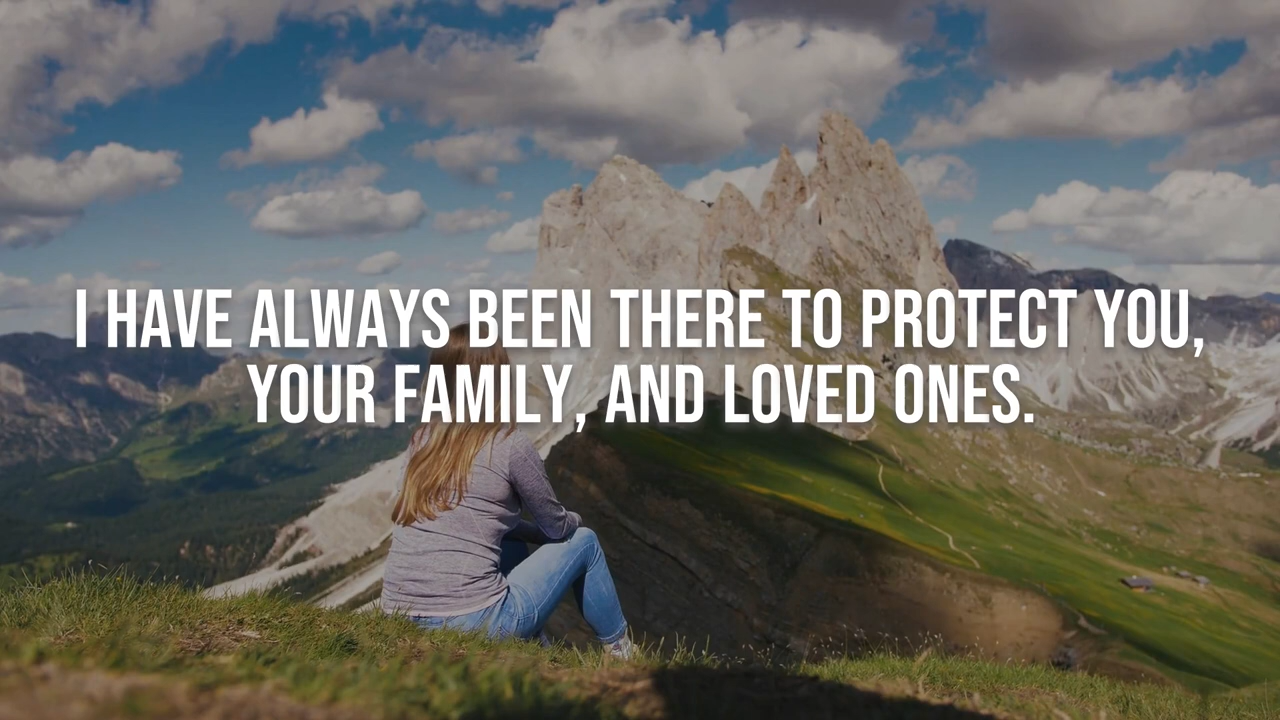 I HAVE ALWAYS BEEN THERE TO PROTECT YOU,
YOUR FAMILY, AND LOVED ONES.